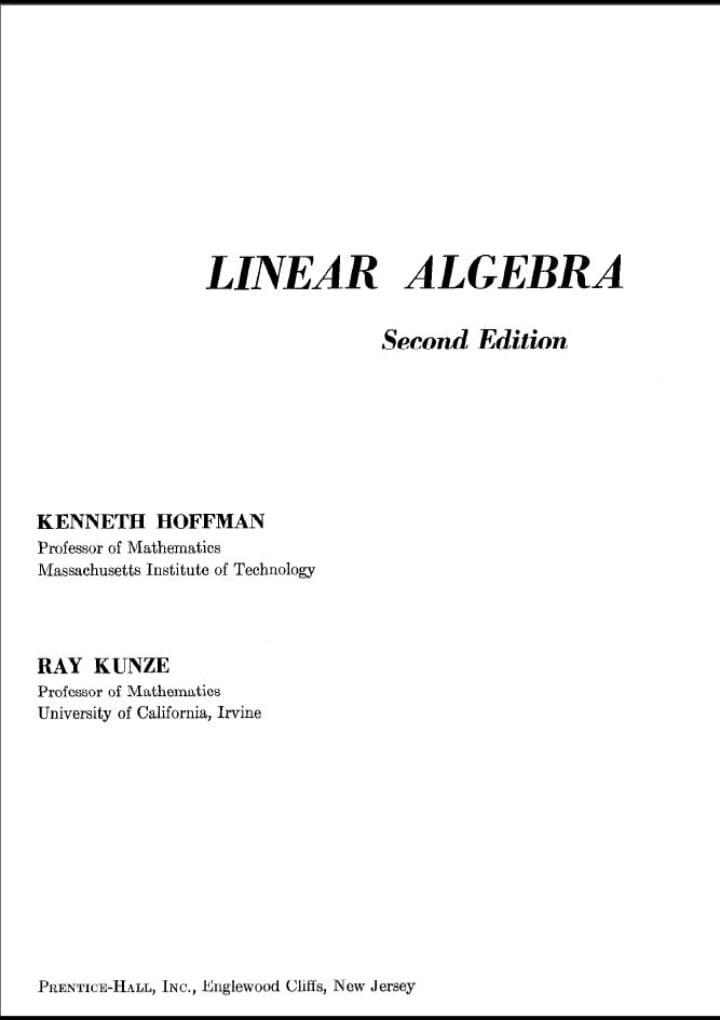 LINEAR ALGEBRA
Second Edition
KENNETH HOFFMAN
Professor of Mathematics
Massachusetts Institute of Technology
RAY KUNZE
Professor of Mathematics
University of California, Irvine
PRENTICE-HALL, INC., Englewood Cliffs, New Jersey